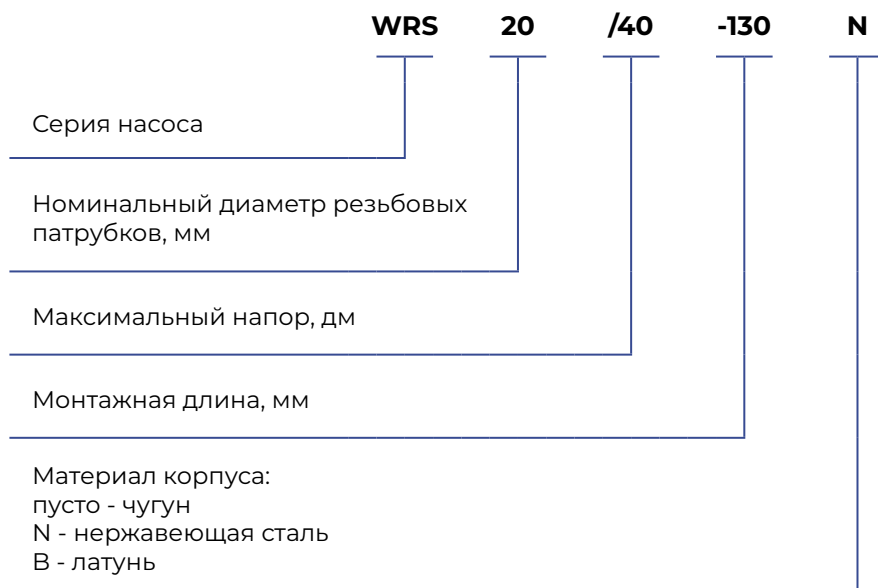 WRS 20 /40 -130 N
Серия насоса
Номинальный диаметр резьбовых
патрубков, мм
Максимальный напор, дм
Монтажная длина, мм
Материал корпуса:
пусто - чугун
N - нержавеющая сталь
B - латунь